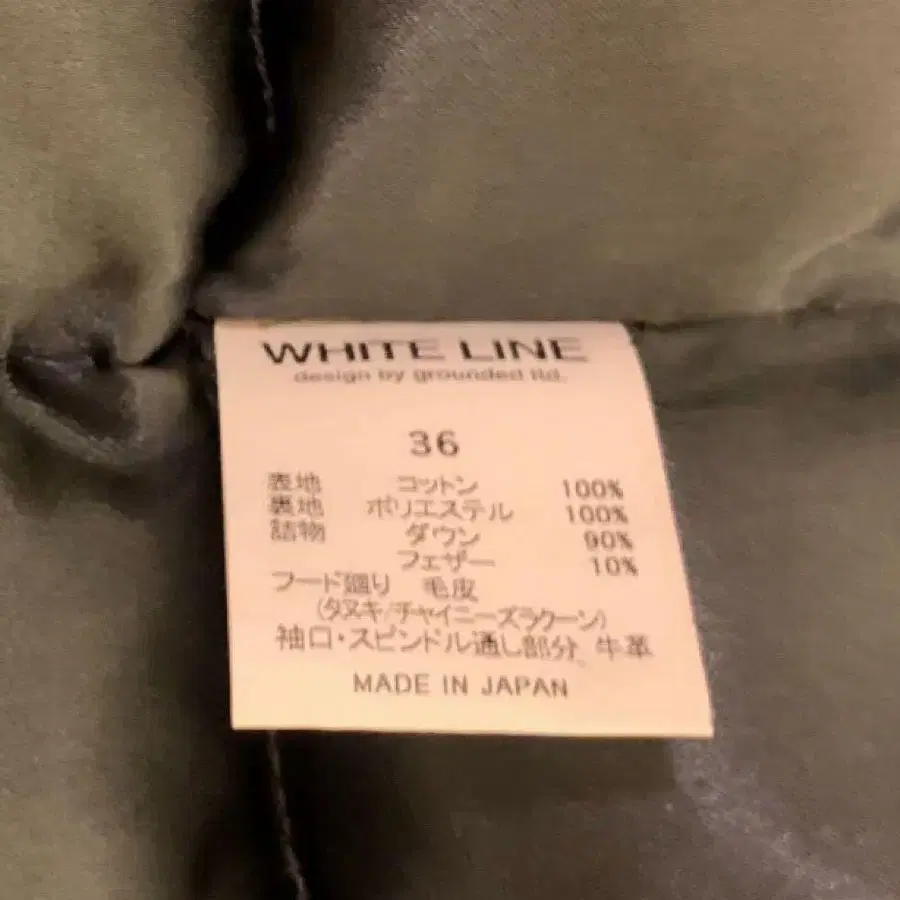 WHITE LINE
design by grounded ltd.
36
表地 コットン 100%
裏地 ポリエステル 100%
詰物 ダウン 90%
フェザー 10%
フード廻り 毛皮
(タヌキ/チャイニーズラクーン)
袖口・スピンドル通し部分、牛革
MADE IN JAPAN